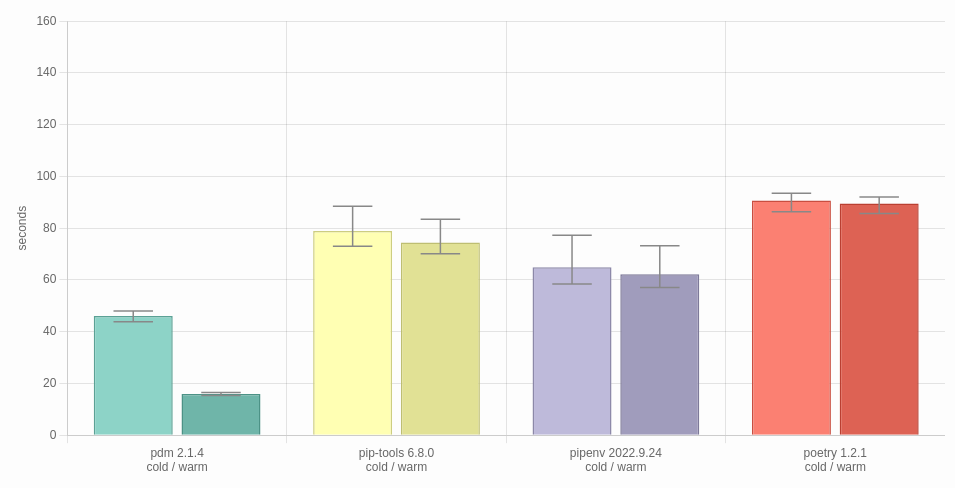 160
140
120
100
80
60
40
20
0
seconds
pdm 2.1.4
cold / warm
pip-tools 6.8.0
cold / warm
pipenv 2022.9.24
cold / warm
poetry 1.2.1
cold / warm